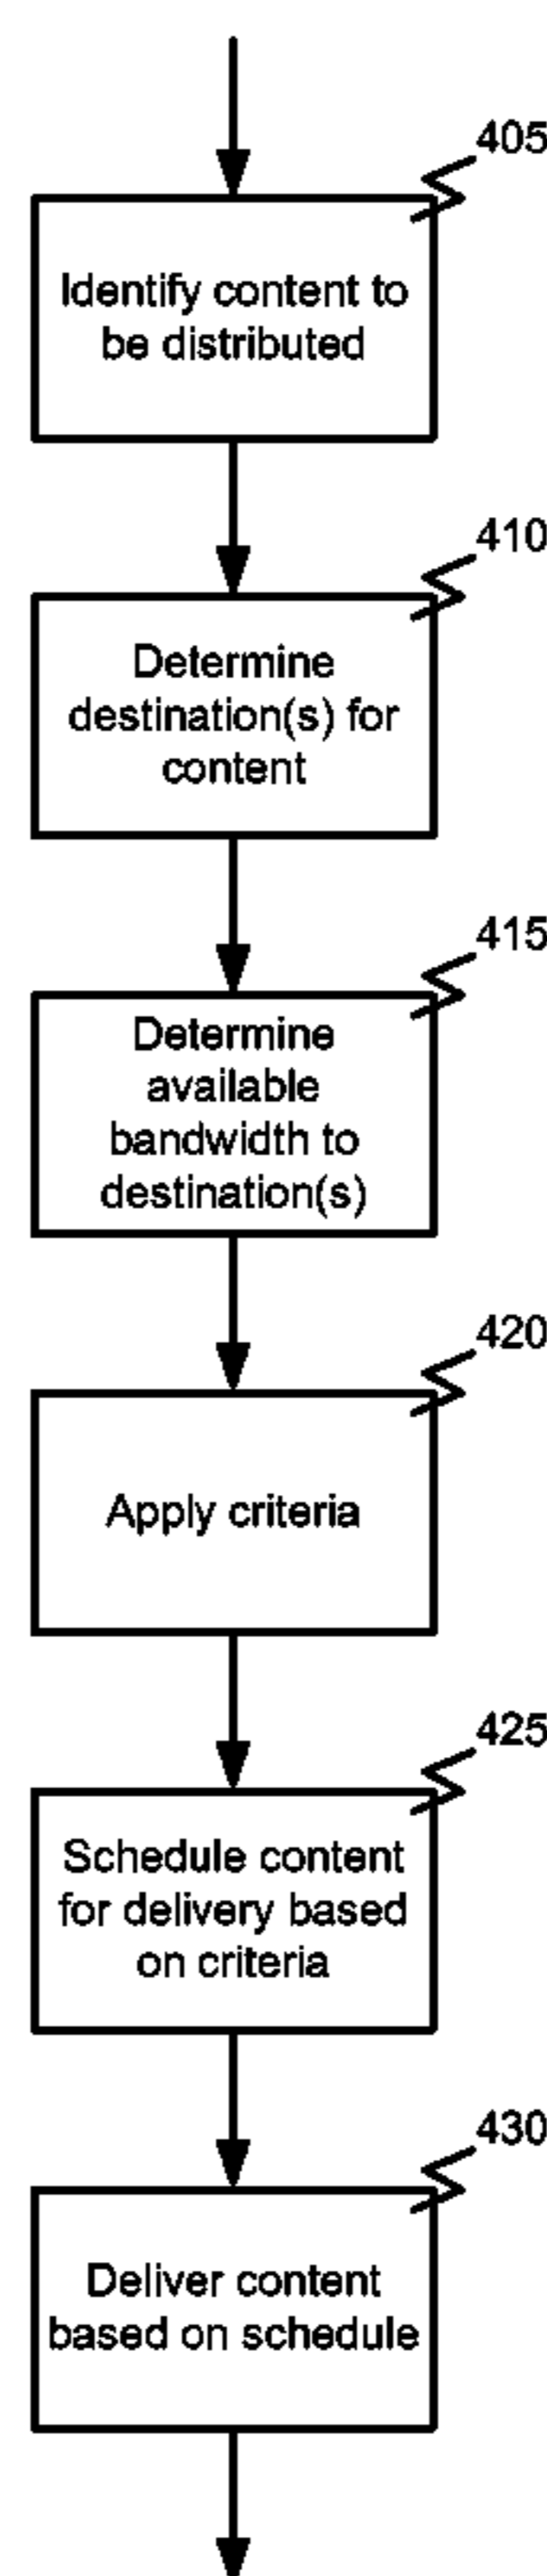 405
Identify content to
be distributed
410
Determine
destination(s) for
content
415
Determine
available
bandwidth to
destination(s)
420
Apply criteria
425
Schedule content
for delivery based
on criteria
430
Deliver content
based on schedule